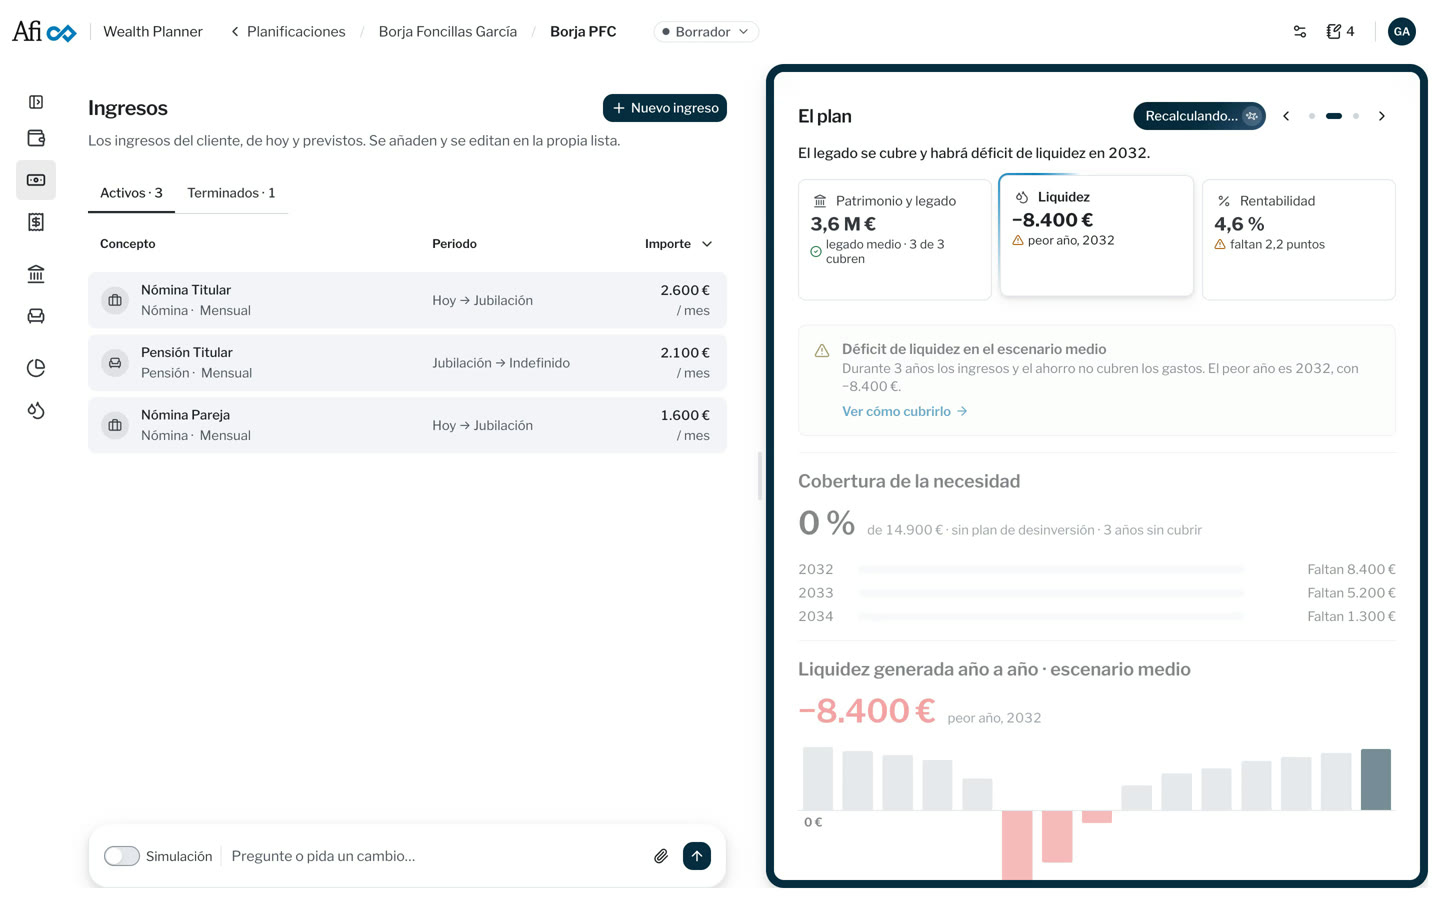 Afi
Wealth Planner
Planificaciones / Borja Foncillas García / Borja PFC
Borrador
4
GA
Ingresos
Nuevo ingreso
Los ingresos del cliente, de hoy y previstos. Se añaden y se editan en la propia lista.
Activos · 3
Terminados · 1
Concepto
Periodo
Importe
Nómina Titular
Nómina · Mensual
Hoy → Jubilación
2.600 €
/ mes
Pensión Titular
Pensión · Mensual
Jubilación → Indefinido
2.100 €
/ mes
Nómina Pareja
Nómina · Mensual
Hoy → Jubilación
1.600 €
/ mes
Simulación
Pregunte o pida un cambio...
El plan
Recalculando...
El legado se cubre y habrá déficit de liquidez en 2032.
Patrimonio y legado
3,6 M €
legado medio · 3 de 3
cubren
Liquidez
−8.400 €
peor año, 2032
Rentabilidad
4,6 %
faltan 2,2 puntos
Déficit de liquidez en el escenario medio
Durante 3 años los ingresos y el ahorro no cubren los gastos. El peor año es 2032, con
−8.400 €.
Ver cómo cubrirlo →
Cobertura de la necesidad
0 %
de 14.900 € · sin plan de desinversión · 3 años sin cubrir
2032
Faltan 8.400 €
2033
Faltan 5.200 €
2034
Faltan 1.300 €
Liquidez generada año a año · escenario medio
−8.400 €
peor año, 2032
0 €